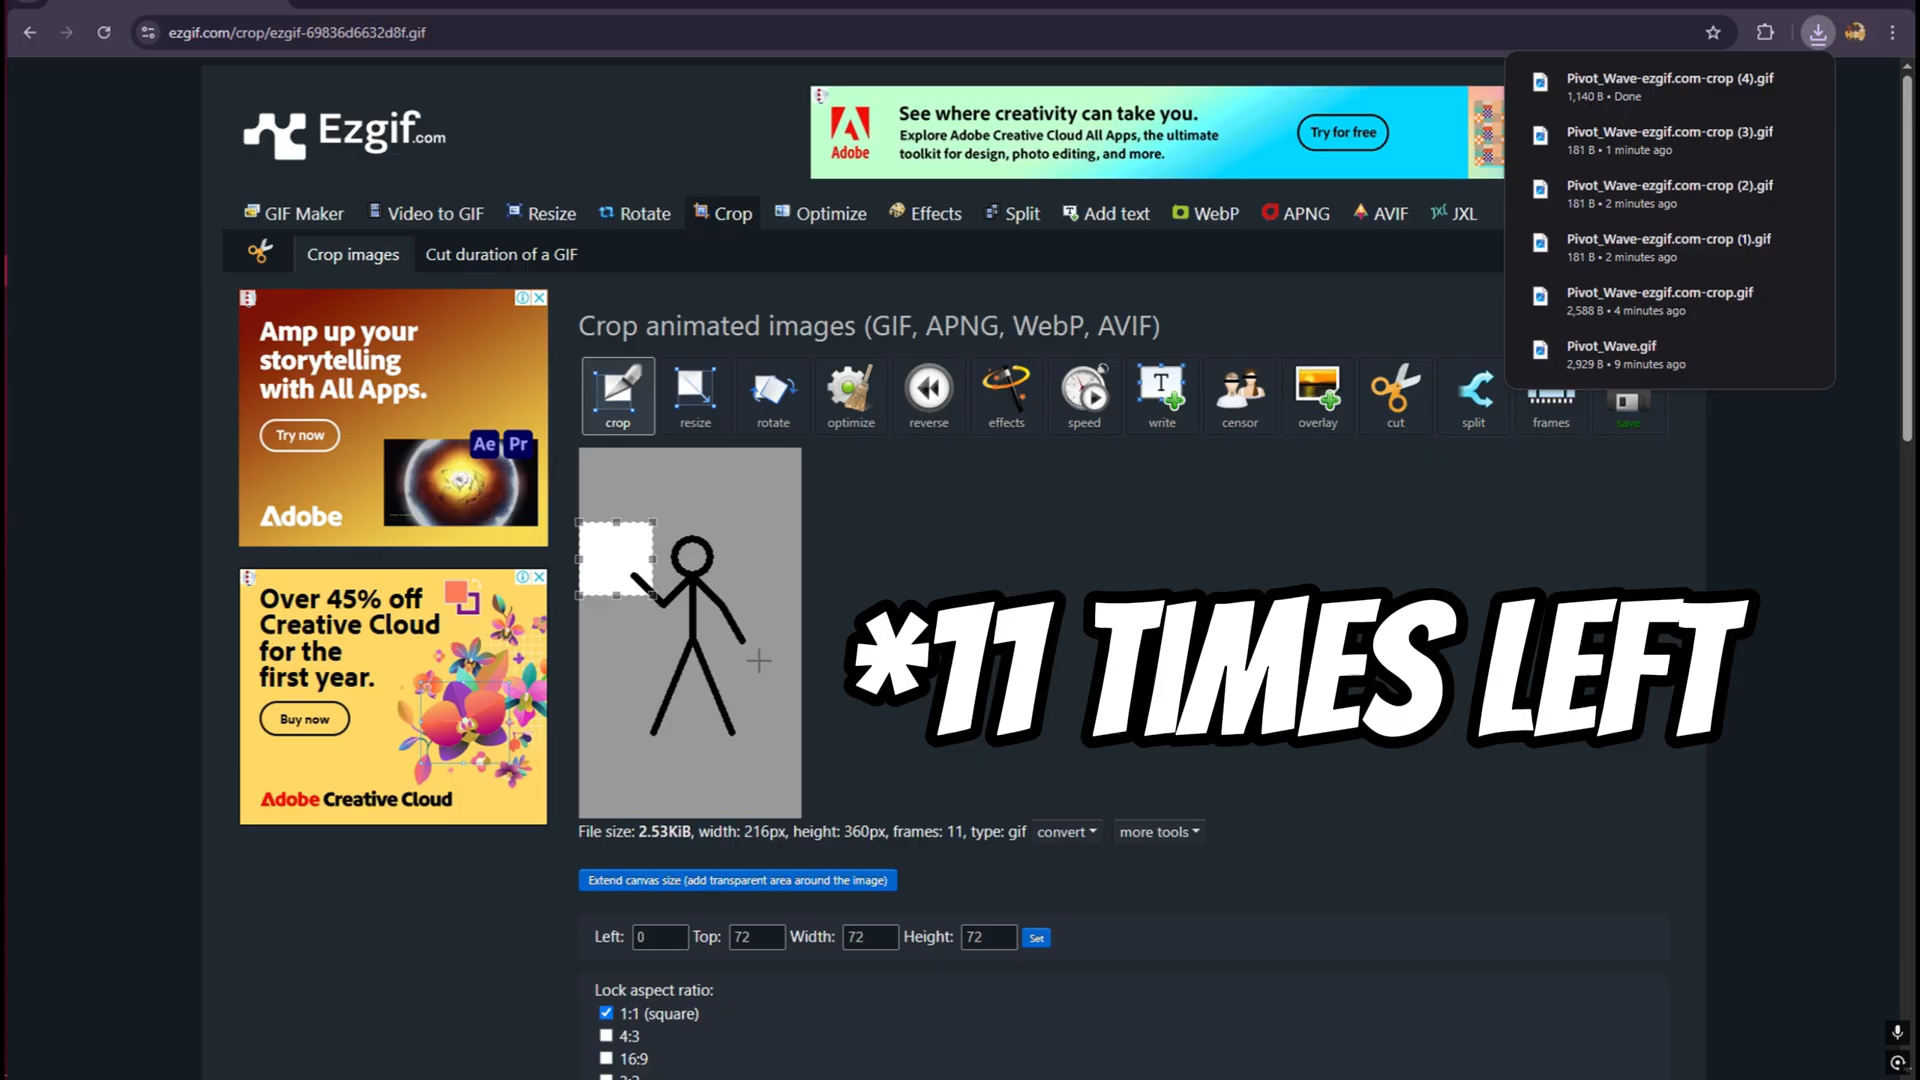 ezgif.com/crop/ezgif-69836d6632d8f.gif
Pivot_Wave-ezgif.com-crop (4).gif
1,140 B • Done
Pivot_Wave-ezgif.com-crop (3).gif
181 B • 1 minute ago
Pivot_Wave-ezgif.com-crop (2).gif
181 B • 2 minutes ago
Pivot_Wave-ezgif.com-crop (1).gif
181 B • 2 minutes ago
Pivot_Wave-ezgif.com-crop.gif
2,588 B • 4 minutes ago
Pivot_Wave.gif
2,929 B • 9 minutes ago
Ezgif.com
Adobe
See where creativity can take you.
Explore Adobe Creative Cloud All Apps, the ultimate
toolkit for design, photo editing, and more.
Try for free
GIF Maker Video to GIF Resize Rotate Crop Optimize Effects Split Add text WebP APNG AVIF JXL
Crop images Cut duration of a GIF
Amp up your
storytelling
with All Apps.
Try now
Ae Pr
Adobe
Over 45% off
Creative Cloud
for the
first year.
Buy now
Adobe Creative Cloud
Crop animated images (GIF, APNG, WebP, AVIF)
crop resize rotate optimize reverse effects speed write censor overlay cut split frames save
*11 TIMES LEFT
File size: 2.53KiB, width: 216px, height: 360px, frames: 11, type: gif convert more tools
Extend canvas size (add transparent area around the image)
Left: 0 Top: 72 Width: 72 Height: 72 Set
Lock aspect ratio:
1:1 (square)
4:3
16:9